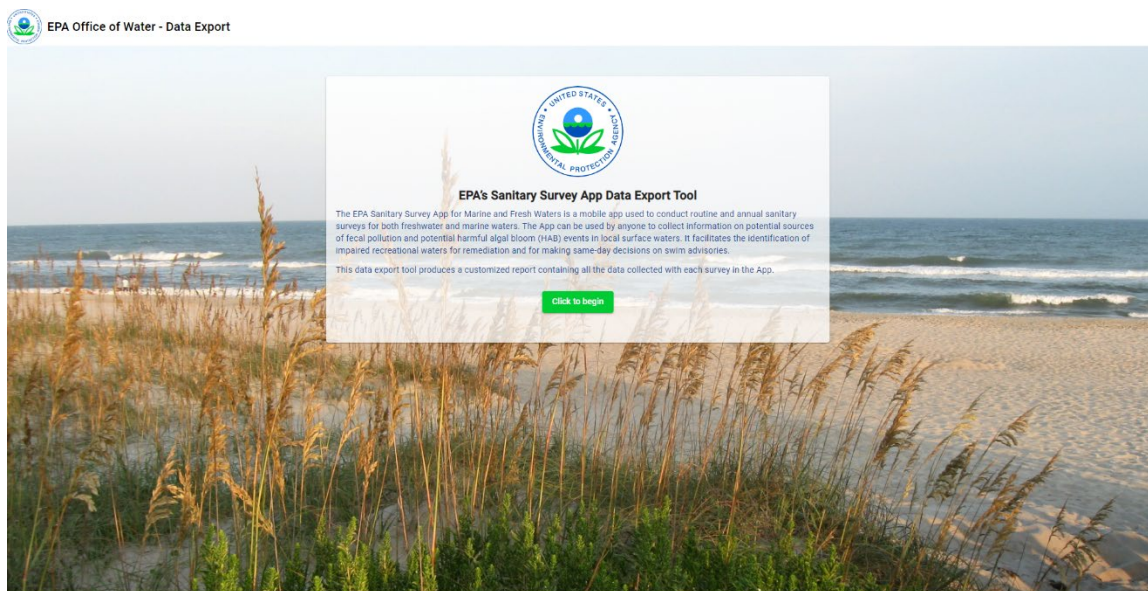 EPA Office of Water - Data Export
UNITED STATES
ENVIRONMENTAL PROTECTION AGENCY
EPA's Sanitary Survey App Data Export Tool
The EPA Sanitary Survey App for Marine and Fresh Waters is a mobile app used to conduct routine and annual sanitary
surveys for both freshwater and marine waters. The App can be used by anyone to collect information on potential sources
of fecal pollution and potential harmful algal bloom (HAB) events in local surface waters. It facilitates the identification of
impaired recreational waters for remediation and for making same-day decisions on swim advisories.
This data export tool produces a customized report containing all the data collected with each survey in the App.
Click to begin